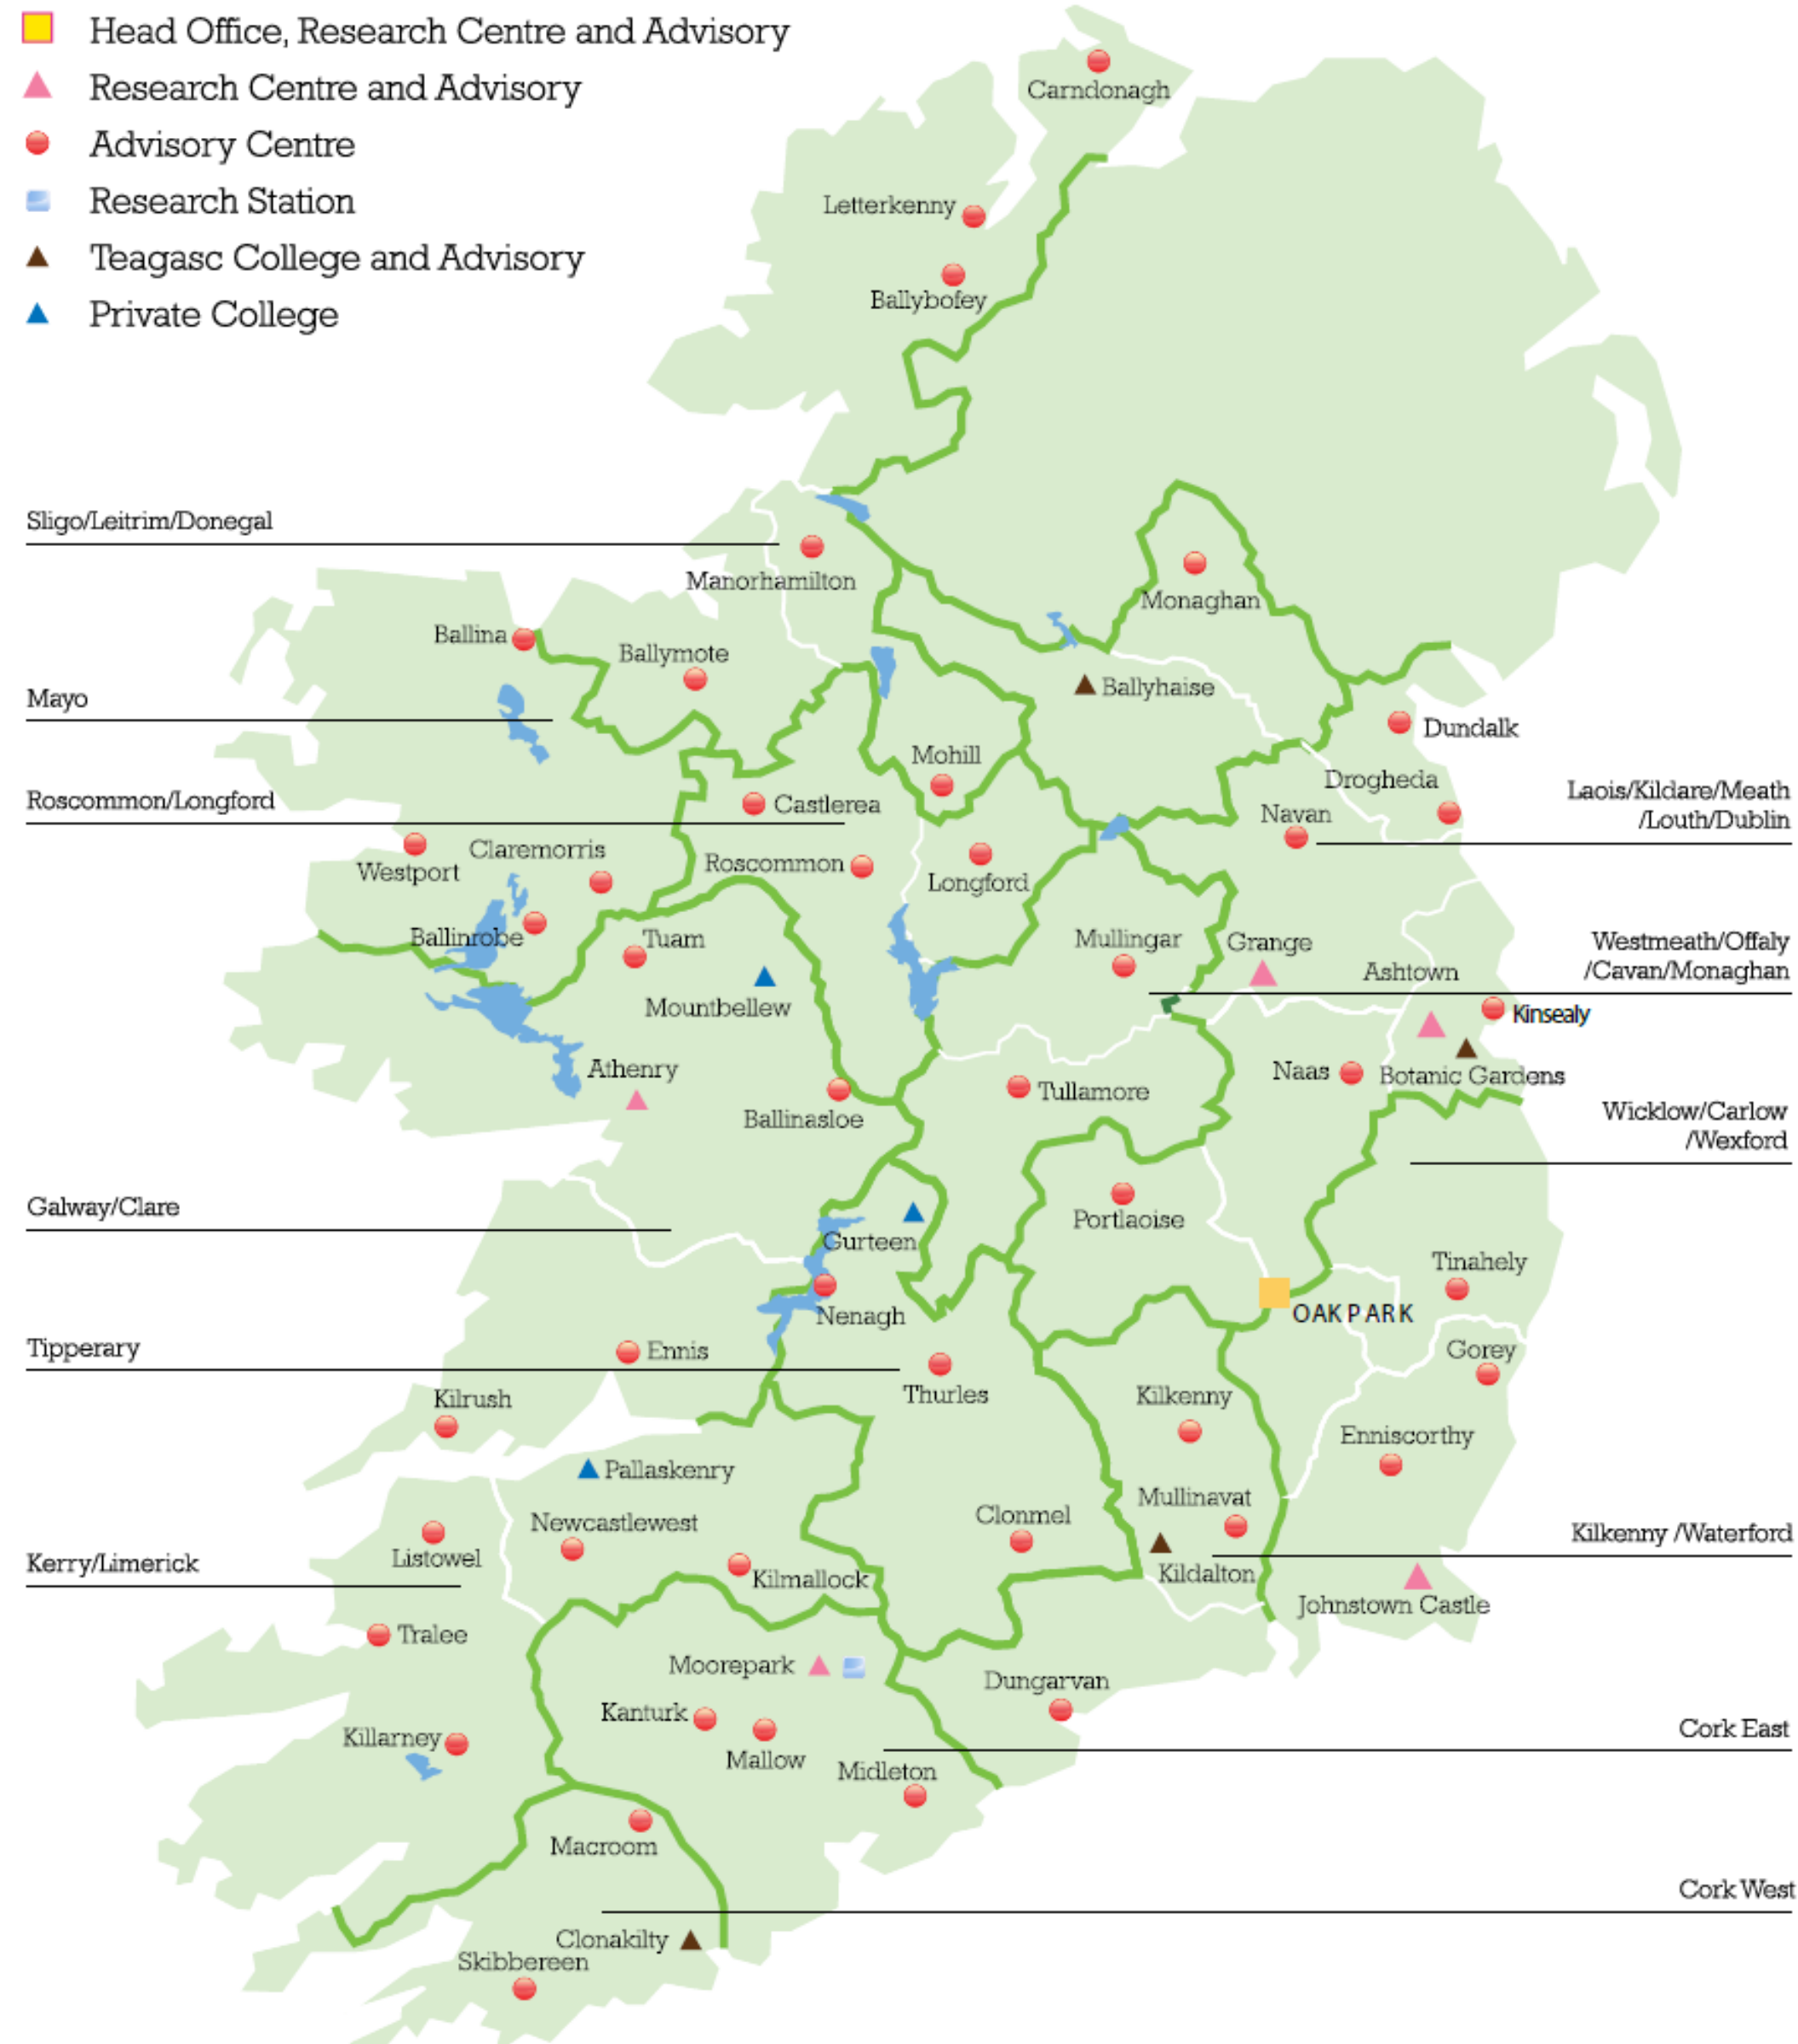 Head Office, Research Centre and Advisory
Research Centre and Advisory
Advisory Centre
Research Station
Teagasc College and Advisory
Private College
Carndonagh
Letterkenny
Ballybofey
Sligo/Leitrim/Donegal
Manorhamilton
Monaghan
Ballina
Ballymote
Ballyhaise
Mayo
Dundalk
Mohill
Drogheda
Laois/Kildare/Meath
/Louth/Dublin
Roscommon/Longford
Castlerea
Navan
Westport
Claremorris
Roscommon
Longford
Ballinrobe
Tuam
Mullingar
Grange
Westmeath/Offaly
/Cavan/Monaghan
Ashtown
Mountbellew
Kinsealy
Athenry
Naas
Botanic Gardens
Tullamore
Ballinasloe
Wicklow/Carlow
/Wexford
Galway/Clare
Portlaoise
Gurteen
Tinahely
Nenagh
OAK PARK
Tipperary
Ennis
Gorey
Thurles
Kilrush
Kilkenny
Enniscorthy
Pallaskenry
Mullinavat
Newcastlewest
Clonmel
Kilkenny /Waterford
Listowel
Kerry/Limerick
Kilmallock
Kildalton
Johnstown Castle
Tralee
Moorepark
Dungarvan
Kanturk
Killarney
Mallow
Cork East
Midleton
Macroom
Cork West
Clonakilty
Skibbereen